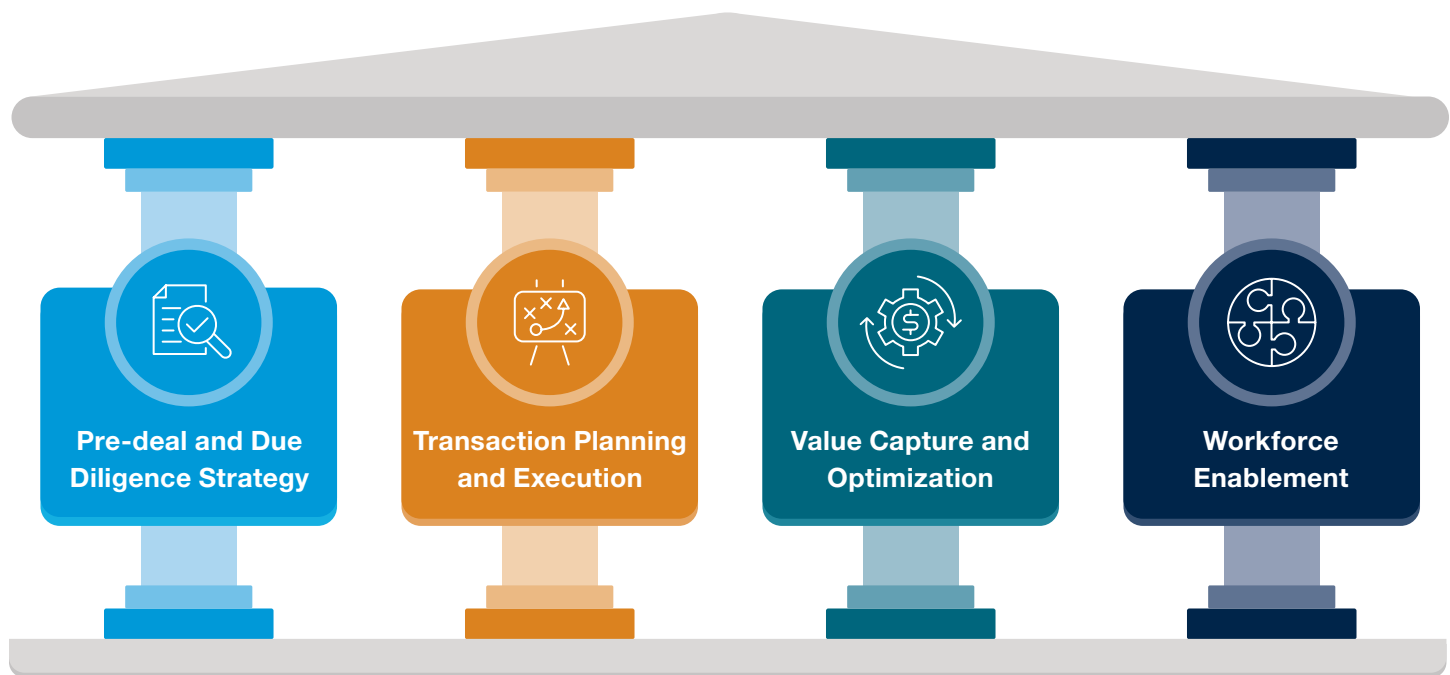 Pre-deal and Due
Diligence Strategy
Transaction Planning
and Execution
Value Capture and
Optimization
Workforce
Enablement